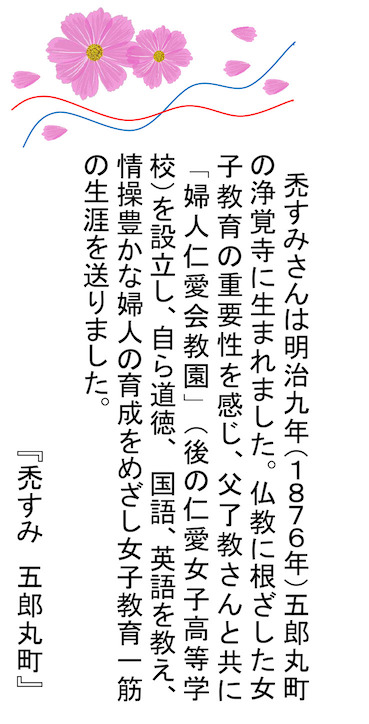 禿すみさんは明治九年(1876年)五郎丸町
の浄覚寺に生まれました。仏教に根ざした女
子教育の重要性を感じ、父了教さんと共に
「婦人仁愛会教園」(後の仁愛女子高等学
校)を設立し、自ら道徳、国語、英語を教え、
情操豊かな婦人の育成をめざし女子教育一筋
の生涯を送りました。
『禿すみ 五郎丸町』